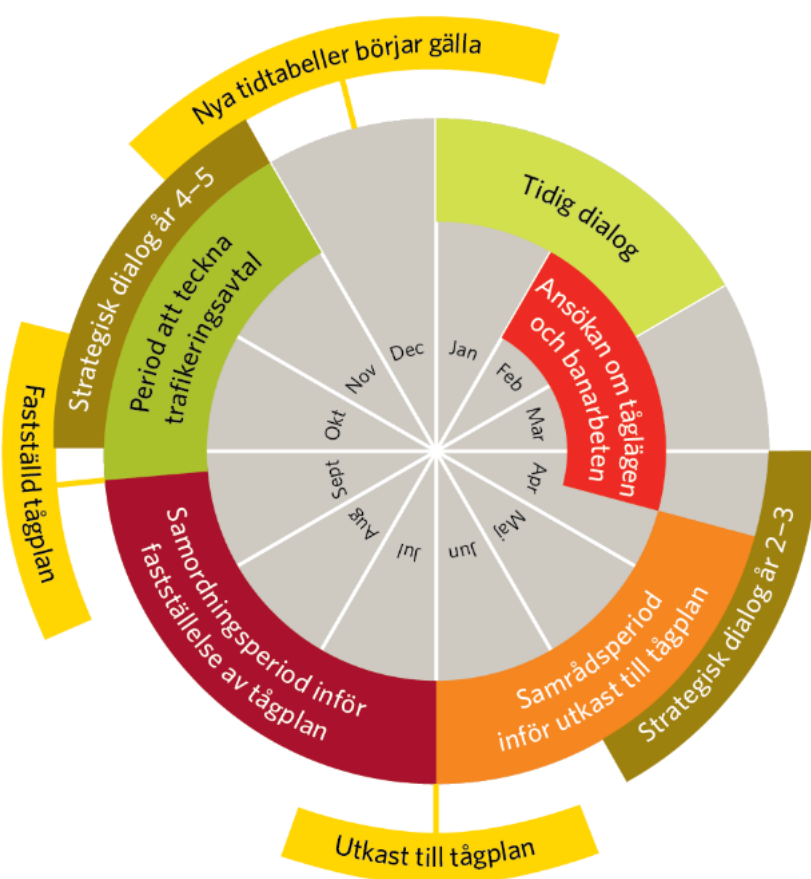 Nya tidtabeller börjar gälla
Tidig dialog
Ansökan om tåglägen
och banarbeten
Strategisk dialog år 2–3
Samrådsperiod
inför utkast till tågplan
Utkast till tågplan
Samordningsperiod inför
fastställelse av tågplan
Fastställd tågplan
Period att teckna
trafikeringsavtal
Strategisk dialog år 4–5
Jan
Feb
Mar
Apr
Maj
Jun
Jul
Aug
Sept
Okt
Nov
Dec